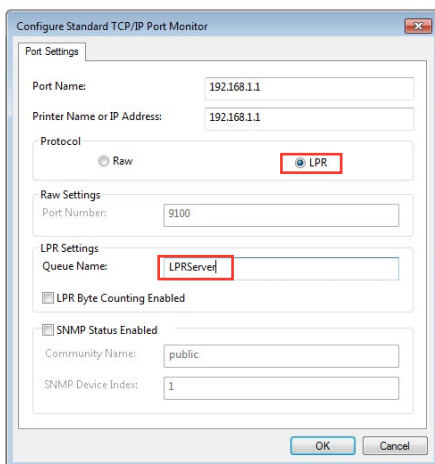 Configure Standard TCP/IP Port Monitor
Port Settings
Port Name: 192.168.1.1
Printer Name or IP Address: 192.168.1.1
Protocol
Raw LPR
Raw Settings
Port Number: 9100
LPR Settings
Queue Name: LPRServer
LPR Byte Counting Enabled
SNMP Status Enabled
Community Name: public
SNMP Device Index: 1
OK Cancel